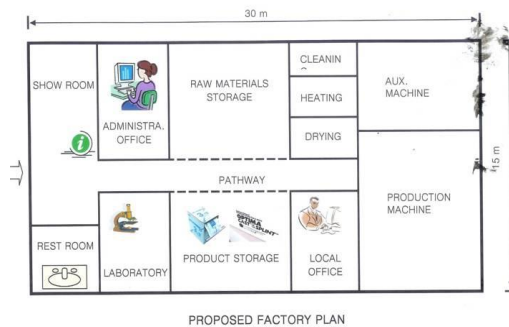 30 m
SHOW ROOM
ADMINISTRA.
OFFICE
RAW MATERIALS
STORAGE
CLEANIN
HEATING
DRYING
AUX.
MACHINE
15 m
PATHWAY
PRODUCTION
MACHINE
REST ROOM
LABORATORY
PRODUCT STORAGE
LOCAL
OFFICE
PROPOSED FACTORY PLAN